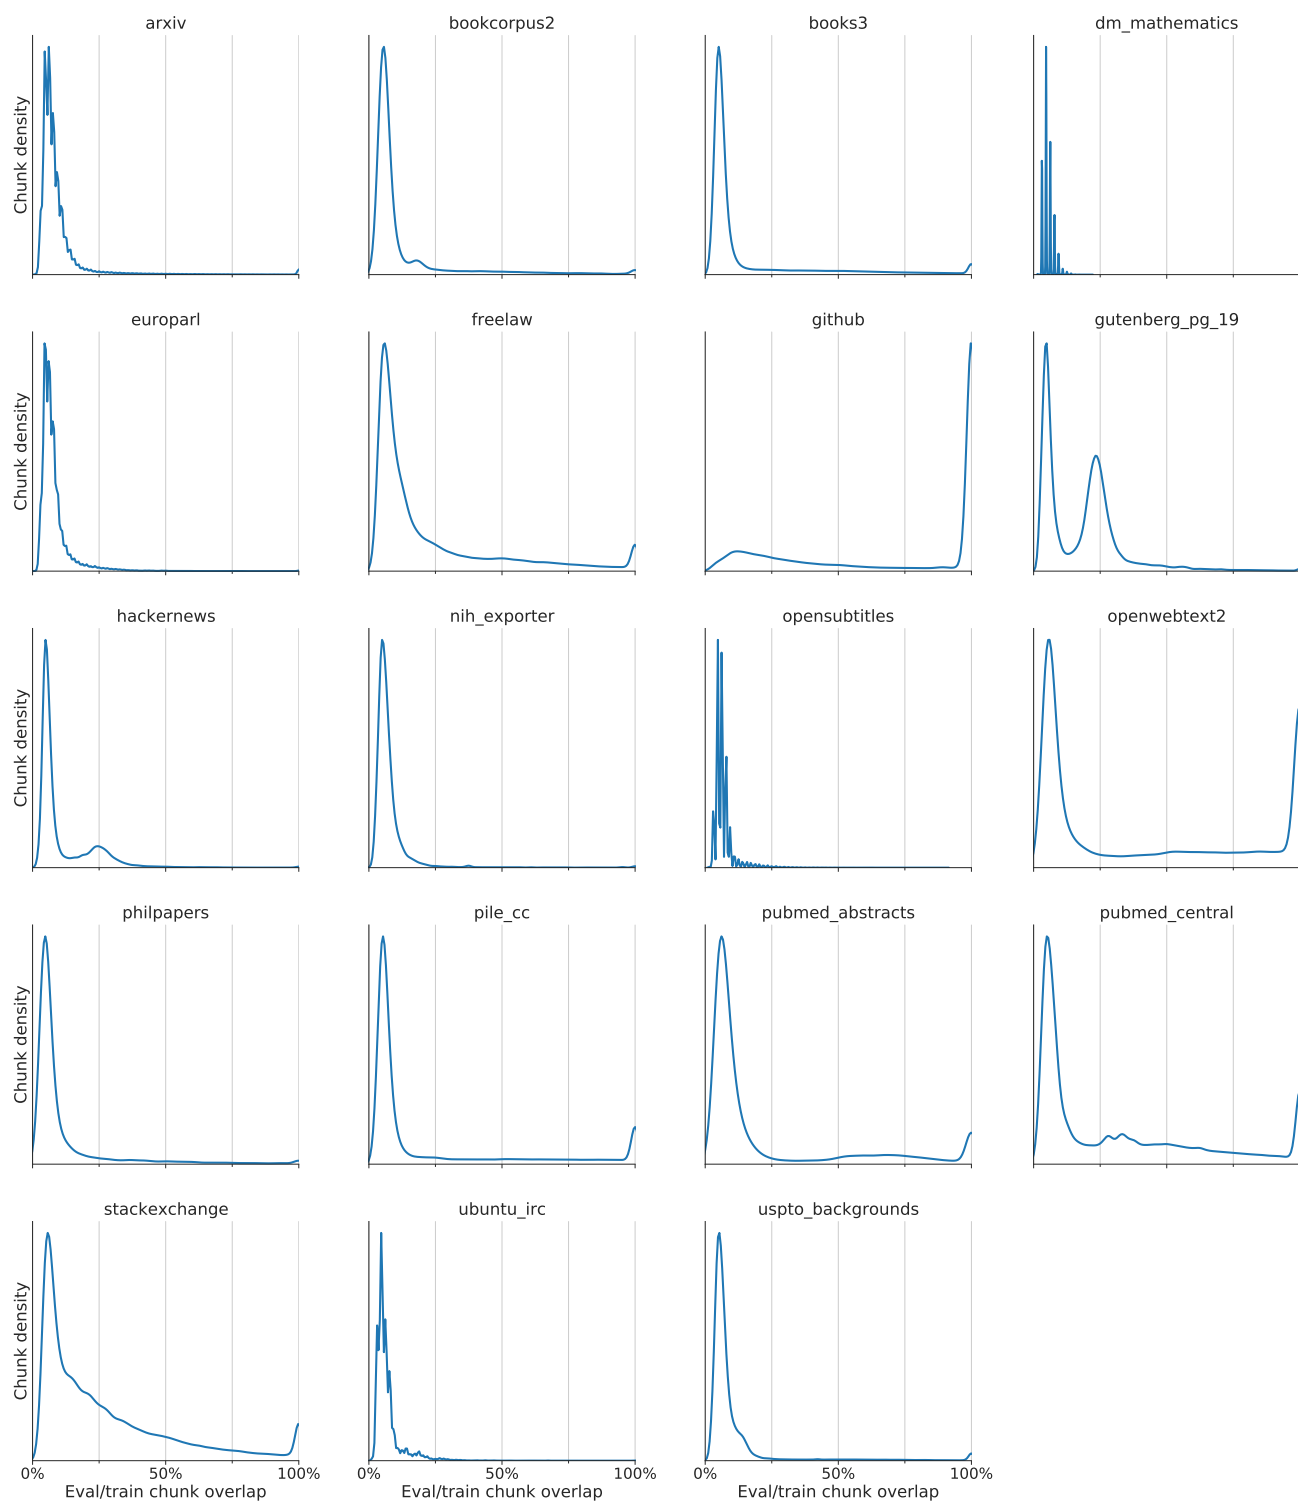 arxiv
bookcorpus2
books3
dm_mathematics
Chunk density
europarl
freelaw
github
gutenberg_pg_19
Chunk density
hackernews
nih_exporter
opensubtitles
openwebtext2
Chunk density
philpapers
pile_cc
pubmed_abstracts
pubmed_central
Chunk density
stackexchange
ubuntu_irc
uspto_backgrounds
Chunk density
0% 50% 100%
Eval/train chunk overlap
0% 50% 100%
Eval/train chunk overlap
0% 50% 100%
Eval/train chunk overlap